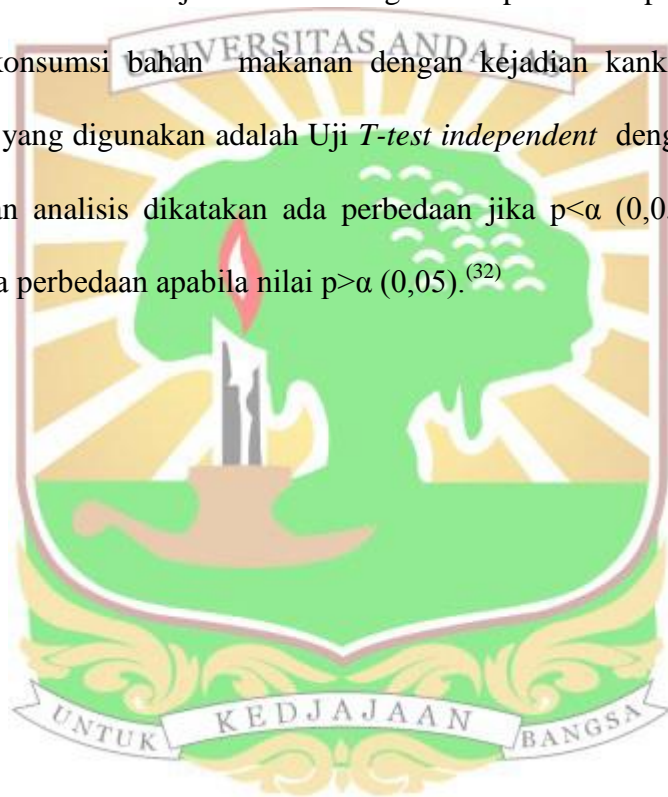 UNIVERSITAS ANDALAS
konsumsi bahan makanan dengan kejadian kank
yang digunakan adalah Uji T-test independent deng
an analisis dikatakan ada perbedaan jika p<α (0,0
a perbedaan apabila nilai p>α (0,05).(32)
UNTUK KEDJAJAAN BANGSA